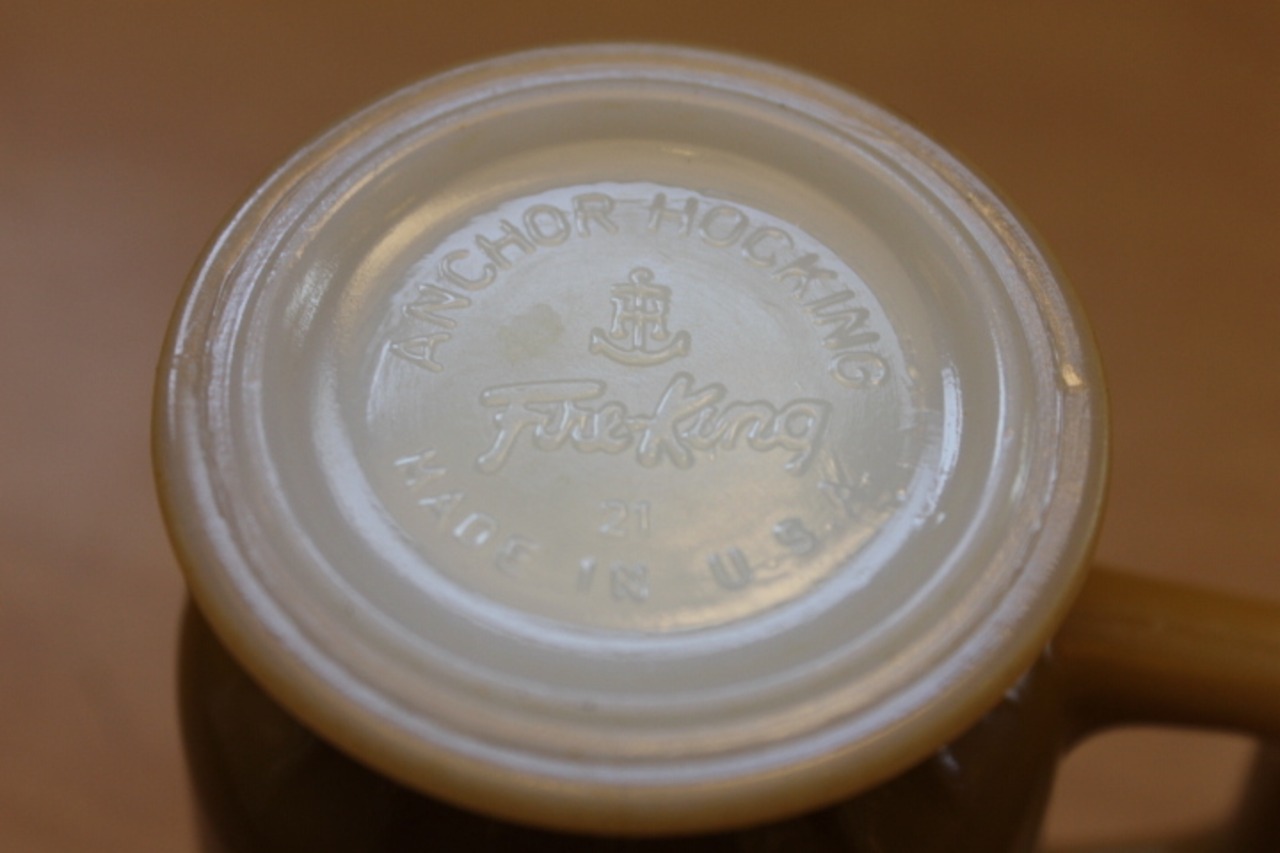 ANCHOR HOCKING
Fire-King
21
MADE IN U.S.A.